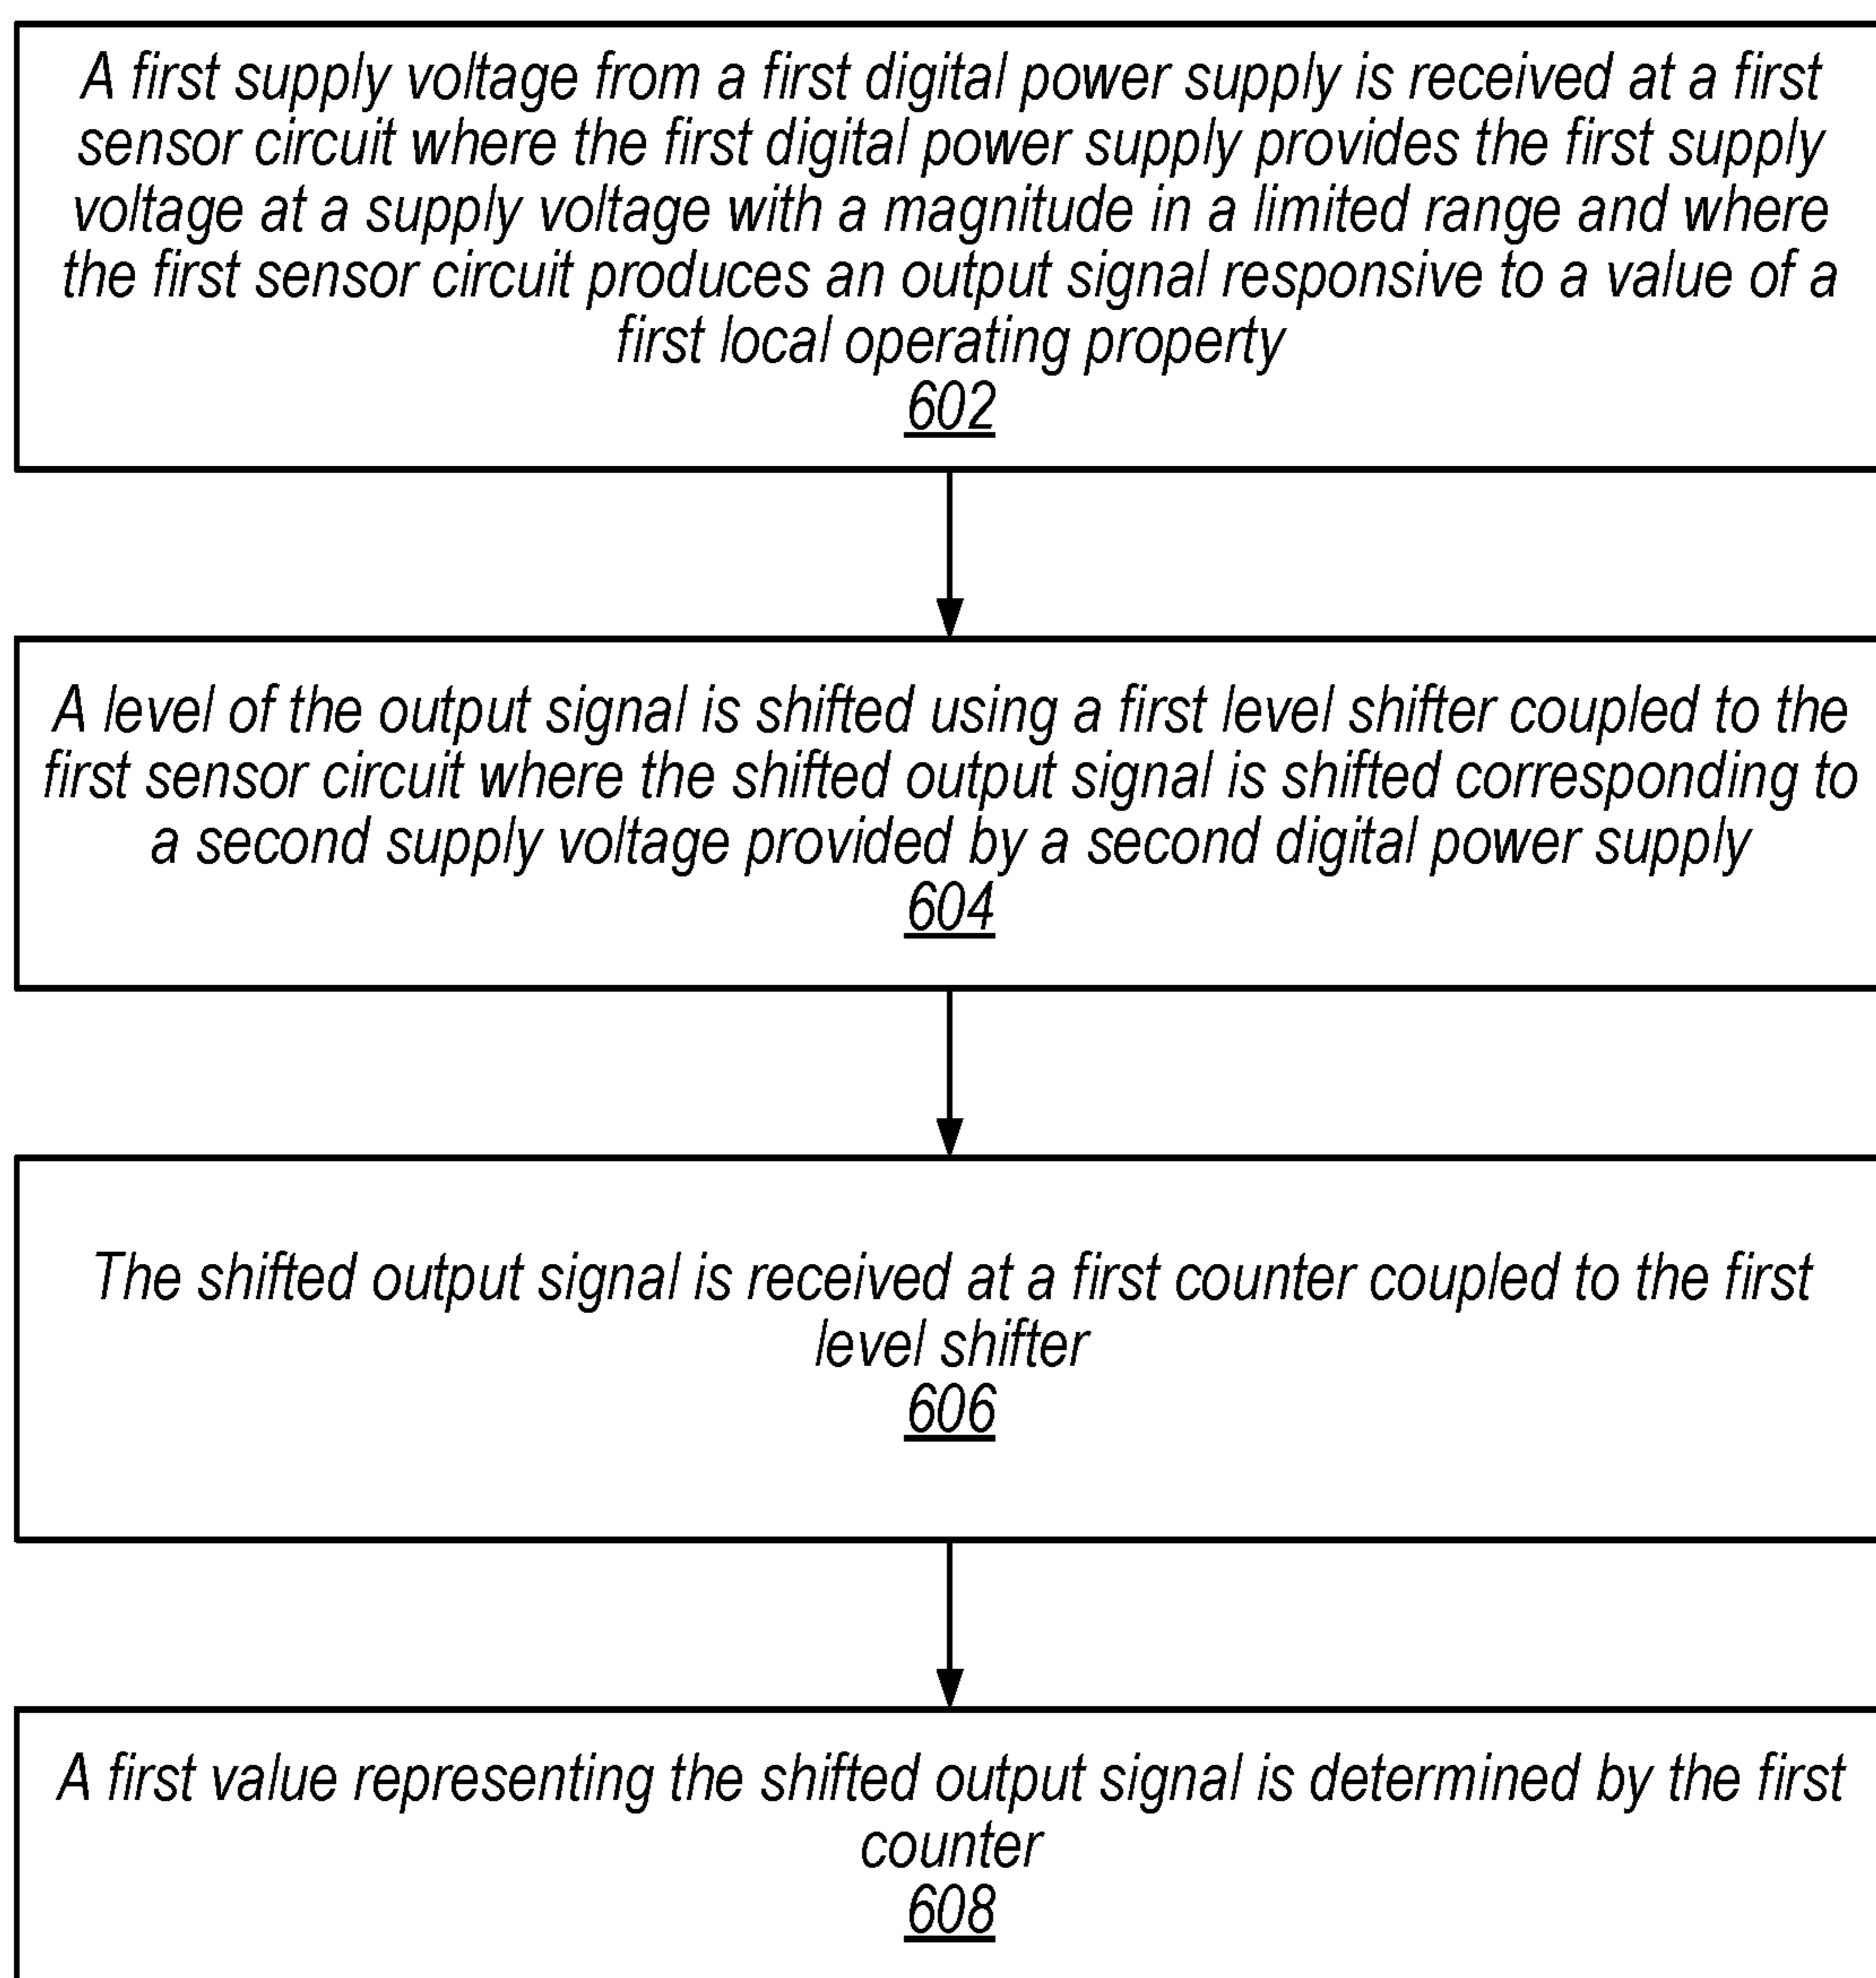 A first supply voltage from a first digital power supply is received at a first
sensor circuit where the first digital power supply provides the first supply
voltage at a supply voltage with a magnitude in a limited range and where
the first sensor circuit produces an output signal responsive to a value of a
first local operating property
602
A level of the output signal is shifted using a first level shifter coupled to the
first sensor circuit where the shifted output signal is shifted corresponding to
a second supply voltage provided by a second digital power supply
604
The shifted output signal is received at a first counter coupled to the first
level shifter
606
A first value representing the shifted output signal is determined by the first
counter
608